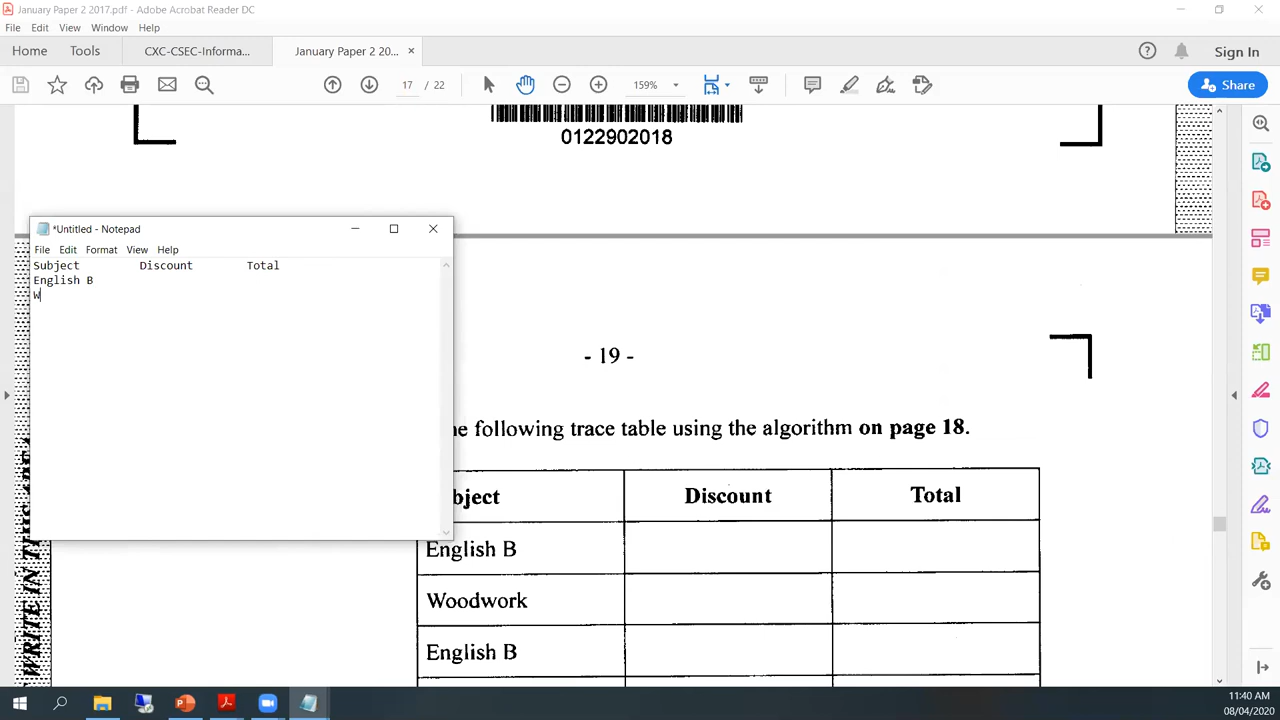 January Paper 2 2017.pdf - Adobe Acrobat Reader DC
File Edit View Window Help
Home Tools CXC-CSEC-Informa... January Paper 2 20... × Sign In
17 / 22 159% Share
0122902018
*Untitled - Notepad
File Edit Format View Help
Subject Discount Total
English B
W
- 19 -
he following trace table using the algorithm on page 18.
bject Discount Total
English B
Woodwork
English B
WRITE IN
11:40 AM
08/04/2020